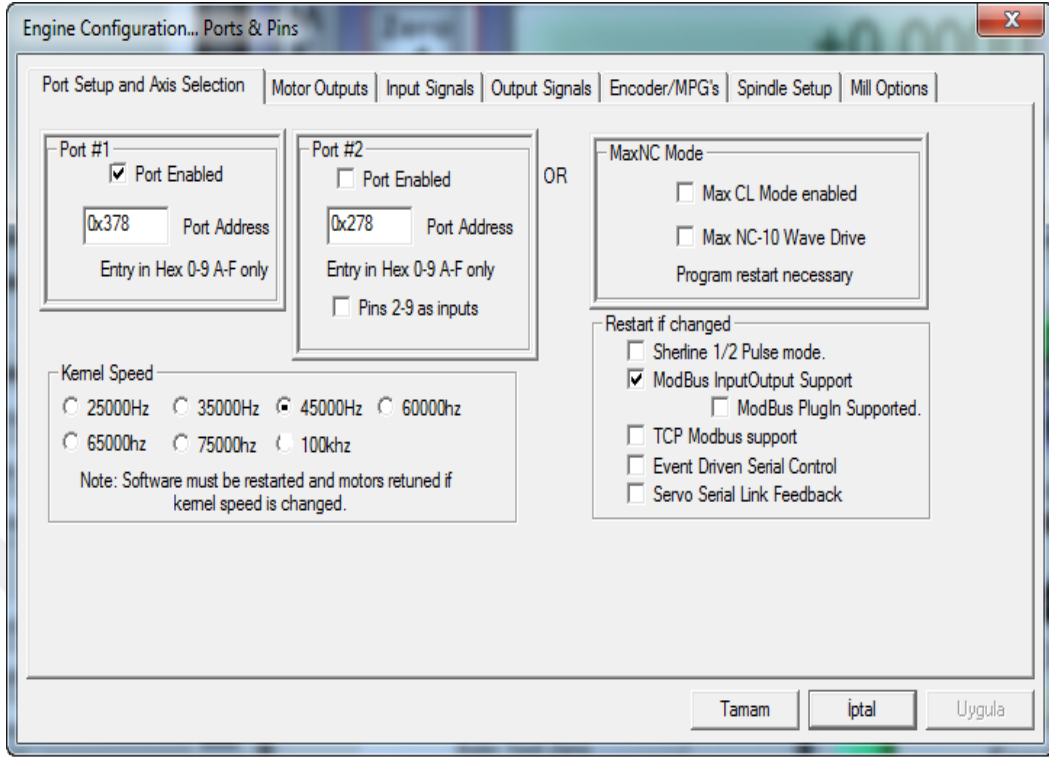 Engine Configuration... Ports & Pins
X
Port Setup and Axis Selection
Motor Outputs
Input Signals
Output Signals
Encoder/MPG's
Spindle Setup
Mill Options
Port #1
Port Enabled
0x378
Port Address
Entry in Hex 0-9 A-F only
Port #2
Port Enabled
0x278
Port Address
Entry in Hex 0-9 A-F only
Pins 2-9 as inputs
OR
MaxNC Mode
Max CL Mode enabled
Max NC-10 Wave Drive
Program restart necessary
Restart if changed
Sherline 1/2 Pulse mode.
ModBus InputOutput Support
ModBus PlugIn Supported.
TCP Modbus support
Event Driven Serial Control
Servo Serial Link Feedback
Kernel Speed
25000Hz 35000Hz 45000Hz 60000hz
65000hz 75000hz 100khz
Note: Software must be restarted and motors retuned if
kernel speed is changed.
Tamam
İptal
Uygula